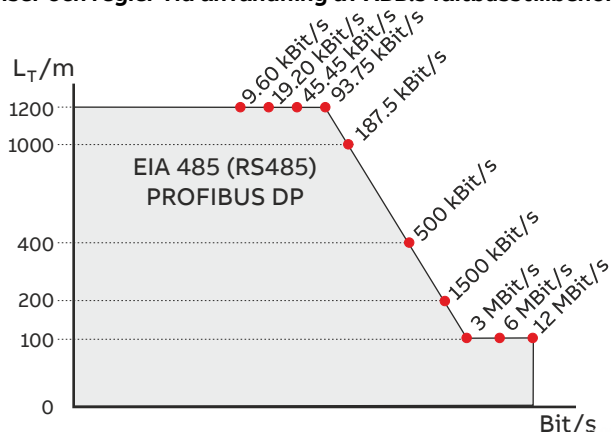 L_T/m
9.60 kBit/s
19.20 kBit/s
45.45 kBit/s
93.75 kBit/s
187.5 kBit/s
500 kBit/s
1500 kBit/s
3 MBit/s
6 MBit/s
12 MBit/s
1200
1000
400
200
100
0
EIA 485 (RS485)
PROFIBUS DP
Bit/s